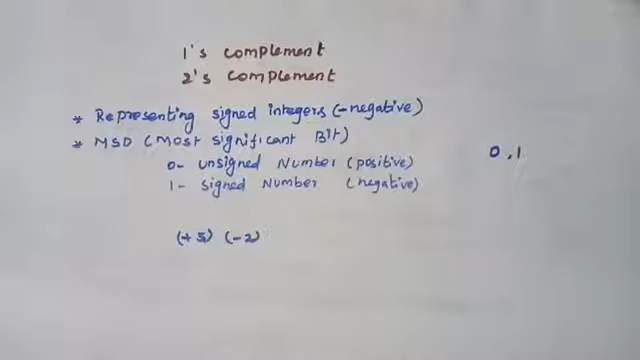 1's complement
2's complement
* Representing signed integers (-negative)
* MSD (Most significant Bit)
0- unsigned Number (positive)
1- signed Number (negative)
0,1
(+5) (-2)